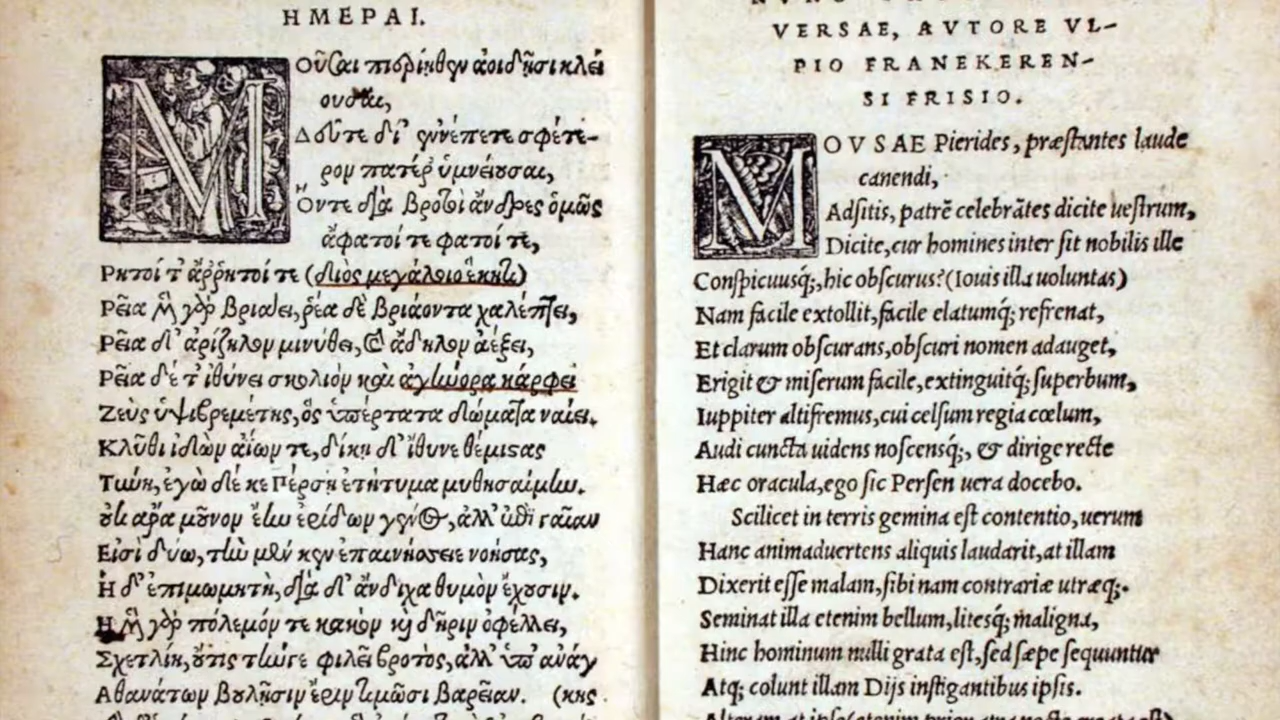 ΗΜΕΡΑΙ.
ΜΟῦσαι πιερίηθεν ἀοιδῇσι κλεί
ουσαι,
Δεῦτε δί' ἐννέπετε σφέτε-
ρον πατέρ' ὑμνείουσαι,
Ὅντε διὰ βροτοὶ ἄνδρες ὁμῶς
ἄφατοί τε φατοί τε,
Ρητοί τ' ἄρρητοί τε (διὸς μεγάλοιο ἕκητι)
Ρεῖα μὲν γὰρ βριάει, ῥέα δὲ βριάοντα χαλέπτει,
Ρεῖα δ' ἀρίζηλον μινύθει, καὶ ἄδηλον ἀέξει,
Ρεῖα δέ τ' ἰθύνει σκολιὸν καὶ ἀγήνορα κάρφει
Ζεὺς ὑψιβρεμέτης, ὃς ὑπέρτατα δώματα ναίει.
Κλῦθι ἰδὼν ἀΐων τε, δίκῃ δ' ἴθυνε θέμιστας
Τύνη, ἐγὼ δέ κε Πέρσῃ ἐτήτυμα μυθησαίμην.
οὐκ ἄρα μοῦνον ἔην ἐρίδων γένος, ἀλλ' ἐπὶ γαῖαν
Εἰσὶ δύω, τὴν μὲν κεν ἐπαινήσειε νοήσας,
Ἡ δ' ἐπιμωμητὴ, διὰ δ' ἄνδιχα θυμὸν ἔχουσιν.
Ἡ μὲν γὰρ πόλεμόν τε κακὸν καὶ δῆριν ὀφέλλει,
Σχετλίη, οὔτις τήνγε φιλεῖ βροτὸς, ἀλλ' ὑπ' ἀνάγ
Ἀθανάτων βουλῇσιν ἔριν τιμῶσι βαρεῖαν. (κης
VERSAE, AVTORE VL-
PIO FRANEKEREN-
SI FRISIO.
MOVSAE Pierides, præstantes laude
canendi,
Adsitis, patrē celebrātes dicite uestrum,
Dicite, cur homines inter sit nobilis ille
Conspicuusq;, hic obscurus? (Iouis illa uoluntas)
Nam facile extollit, facile elatumq; refrenat,
Et clarum obscurans, obscuri nomen adauget,
Erigit & miserum facile, extinguitq; superbum,
Iuppiter altifremus, cui celsum regia cœlum,
Audi cuncta uidens noscensq;, & dirige recte
Hæc oracula, ego sic Persen uera docebo.
Scilicet in terris gemina est contentio, uerum
Hanc animaduertens aliquis laudarit, at illam
Dixerit esse malam, sibi nam contrariæ utræq;.
Seminat illa etenim bellum, litesq; maligna,
Hinc hominum nulli grata est, sed sæpe sequuntur
Atq; colunt illam Dijs instigantibus ipsis.